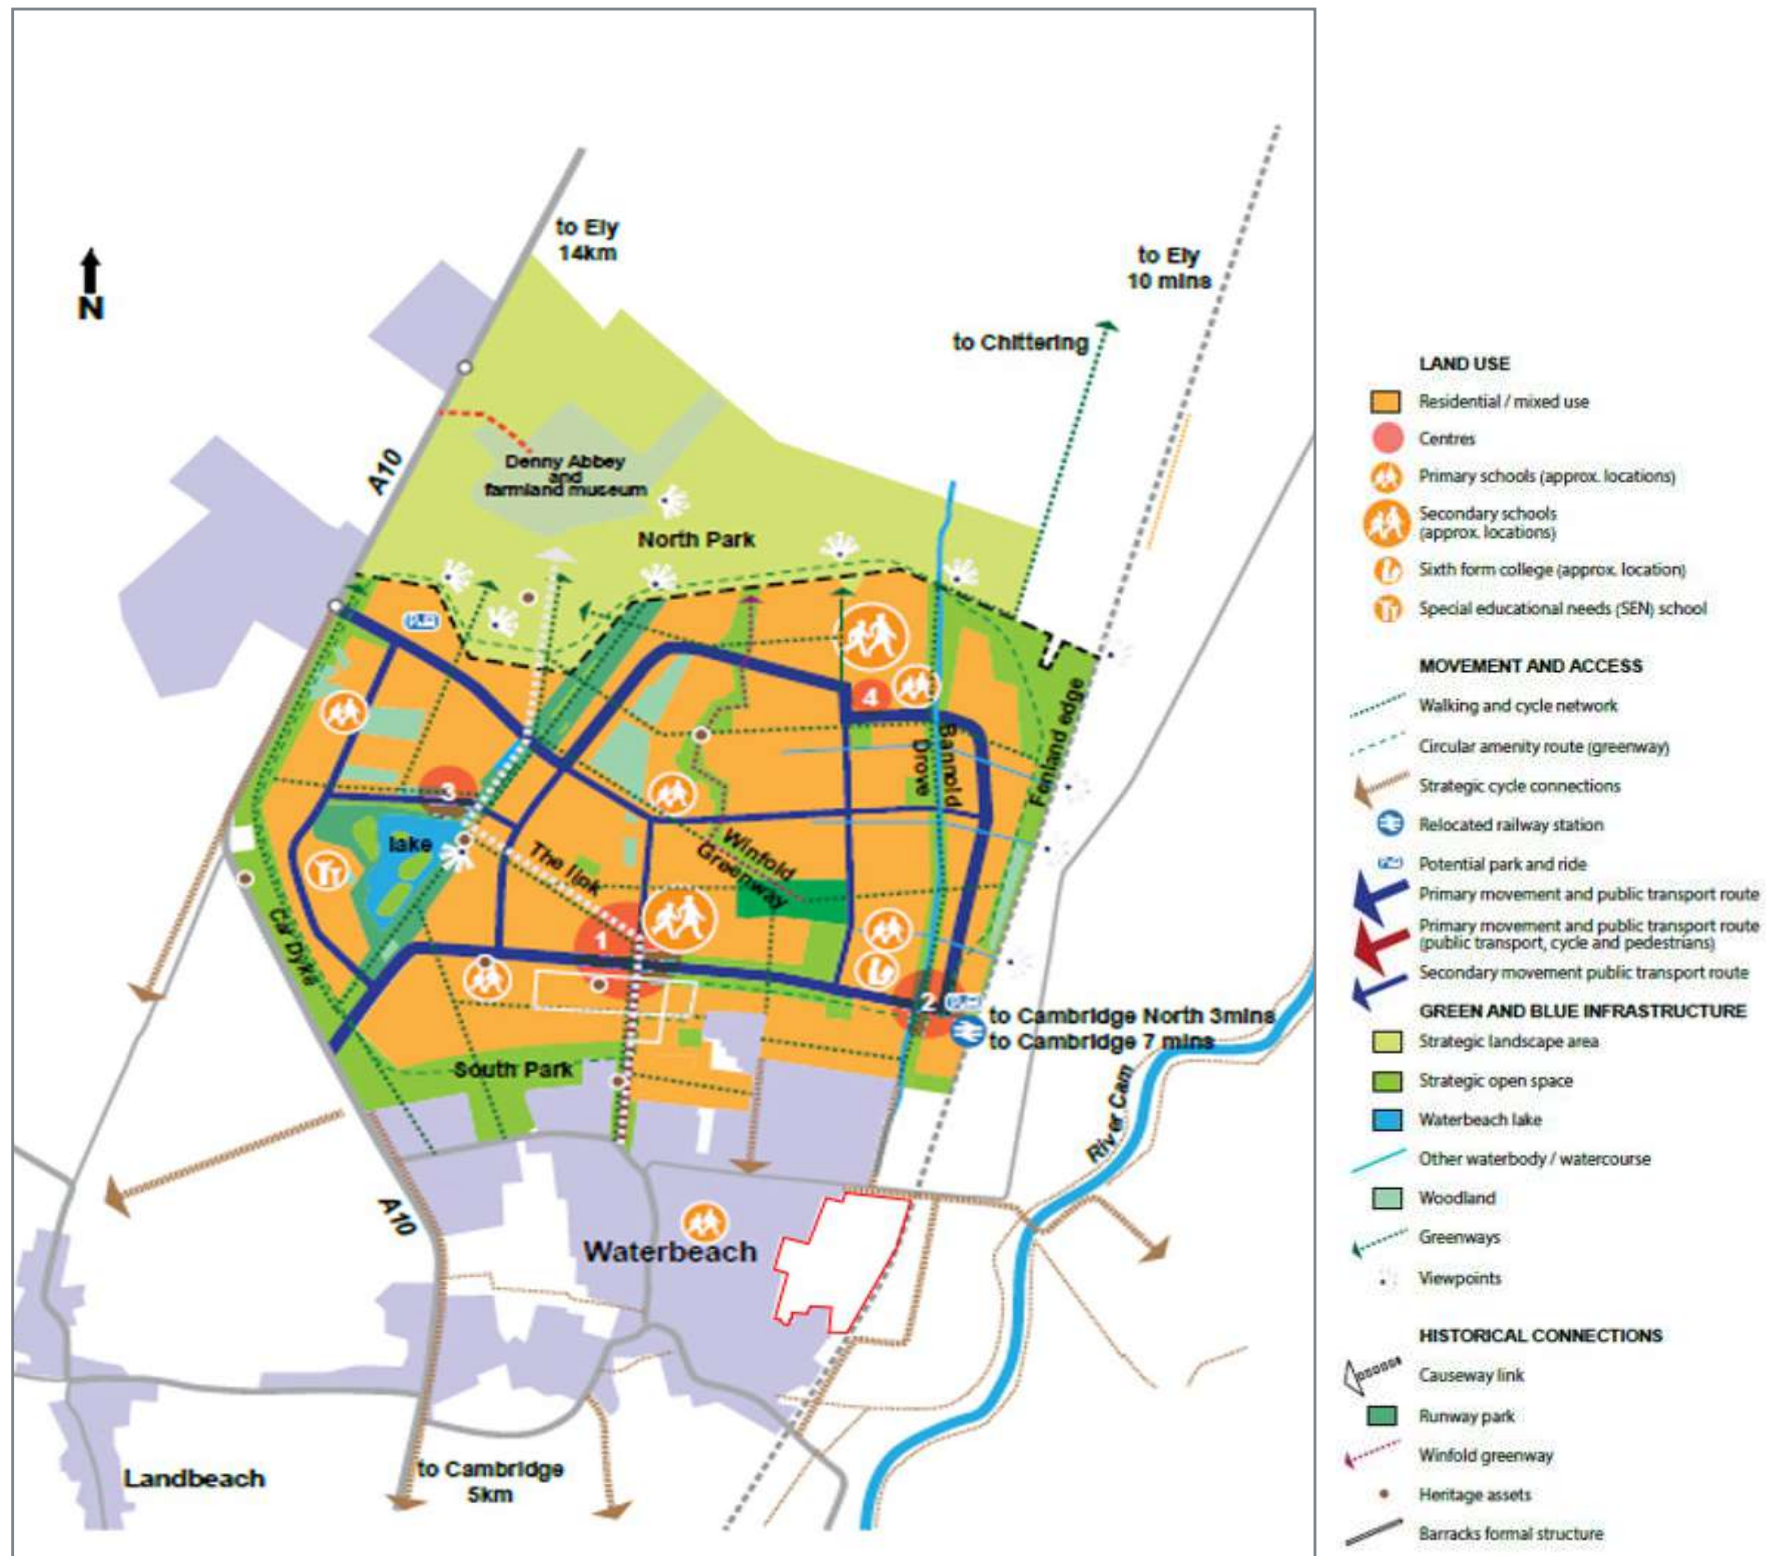 to Ely
14km
to Ely
10 mins
N
to Chittering
A10
Denny Abbey
and
farmland museum
North Park
4
Bannold
Drove
Fenland edge
3
lake
The link
Winfold
Greenway
Car Dyke
1
2
to Cambridge North 3mins
to Cambridge 7 mins
South Park
River Cam
A10
Waterbeach
Landbeach
to Cambridge
5km
LAND USE
Residential / mixed use
Centres
Primary schools (approx. locations)
Secondary schools
(approx. locations)
Sixth form college (approx. location)
Special educational needs (SEN) school
MOVEMENT AND ACCESS
Walking and cycle network
Circular amenity route (greenway)
Strategic cycle connections
Relocated railway station
Potential park and ride
Primary movement and public transport route
Primary movement and public transport route
(public transport, cycle and pedestrians)
Secondary movement public transport route
GREEN AND BLUE INFRASTRUCTURE
Strategic landscape area
Strategic open space
Waterbeach lake
Other waterbody / watercourse
Woodland
Greenways
Viewpoints
HISTORICAL CONNECTIONS
Causeway link
Runway park
Winfold greenway
Heritage assets
Barracks formal structure